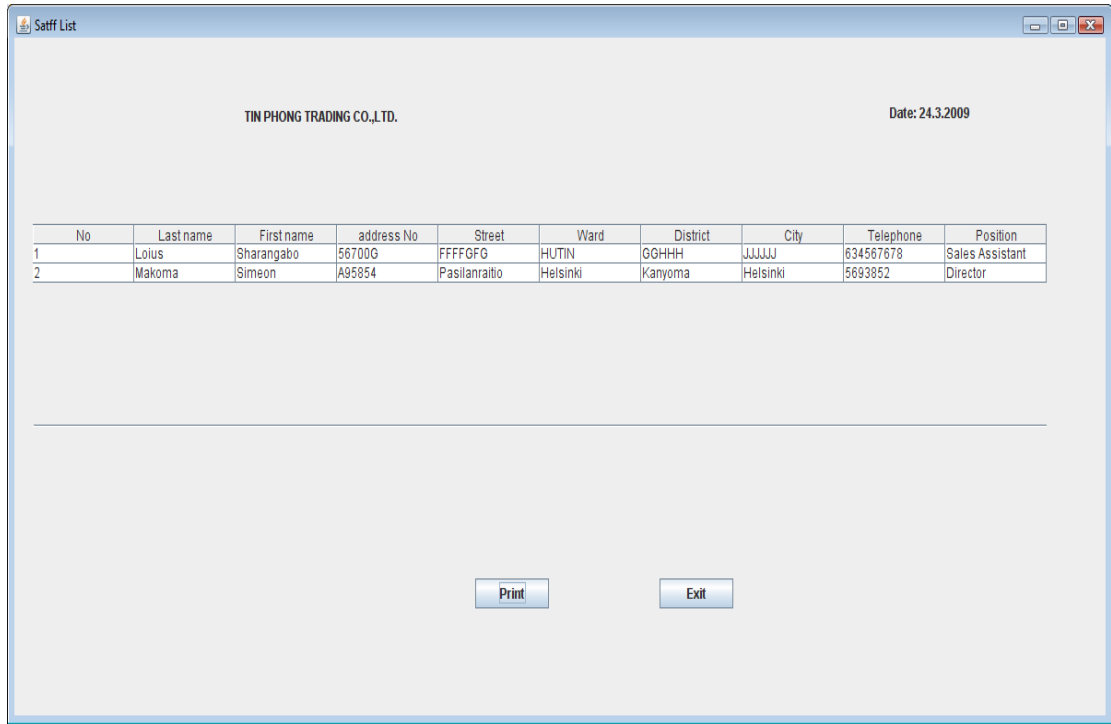 Satff List
TIN PHONG TRADING CO.,LTD. Date: 24.3.2009
No Last name First name address No Street Ward District City Telephone Position
1 Loius Sharangabo 56700G FFFFGFG HUTIN GGHHH JJJJJJ 634567678 Sales Assistant
2 Makoma Simeon A95854 Pasilanraitio Helsinki Kanyoma Helsinki 5693852 Director
Print Exit